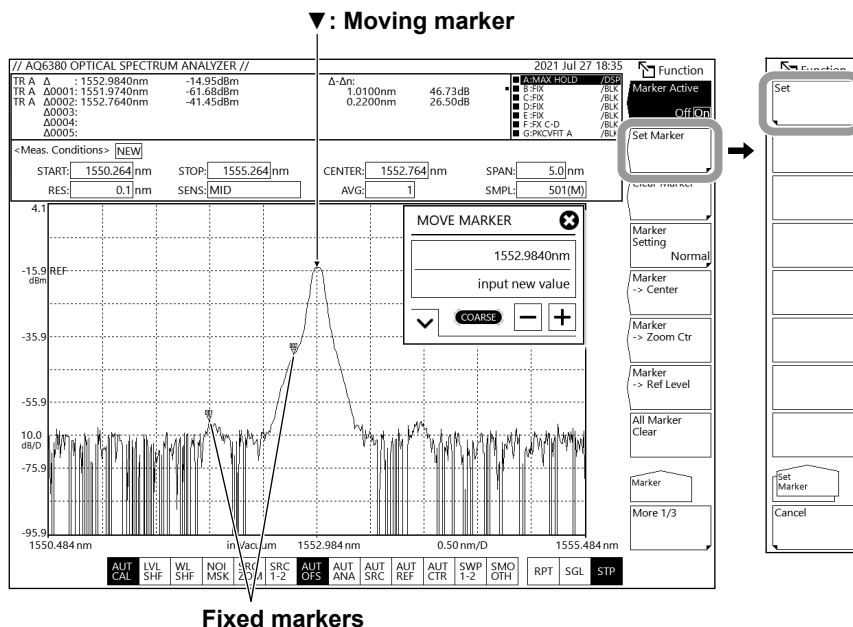 ▼: Moving marker
// AQ6380 OPTICAL SPECTRUM ANALYZER // 2021 Jul 27 18:35
TR A Δ : 1552.9840nm -14.95dBm Δ-Δn:
TR A Δ0001: 1551.9740nm -61.68dBm 1.0100nm 46.73dB
TR A Δ0002: 1552.7640nm -41.45dBm 0.2200nm 26.50dB
Δ0003:
Δ0004:
Δ0005:
A:MAX HOLD /DSP
B:FIX /BLK
C:FIX /BLK
D:FIX /BLK
E:FIX /BLK
F:FX C-D /BLK
G:PKCVFIT A /BLK
<Meas. Conditions> NEW
START: 1550.264 nm STOP: 1555.264 nm CENTER: 1552.764 nm SPAN: 5.0 nm
RES: 0.1 nm SENS: MID AVG: 1 SMPL: 501(M)
4.1
-15.9 REF
dBm
-35.9
-55.9
10.0
dB/D
-75.9
-95.9
001
002
MOVE MARKER
1552.9840nm
input new value
COARSE
1550.484 nm in Vacuum 1552.984 nm 0.50 nm/D 1555.484 nm
AUT CAL
LVL SHF
WL SHF
NOI MSK
SRC ZOM
SRC 1-2
AUT OFS
AUT ANA
AUT SRC
AUT REF
AUT CTR
SWP 1-2
SMO OTH
RPT
SGL
STP
Fixed markers
Function
Marker Active
Off On
Set Marker
Clear Marker
Marker
Setting
Normal
Marker
-> Center
Marker
-> Zoom Ctr
Marker
-> Ref Level
All Marker
Clear
Marker
More 1/3
Function
Set
Set
Marker
Cancel